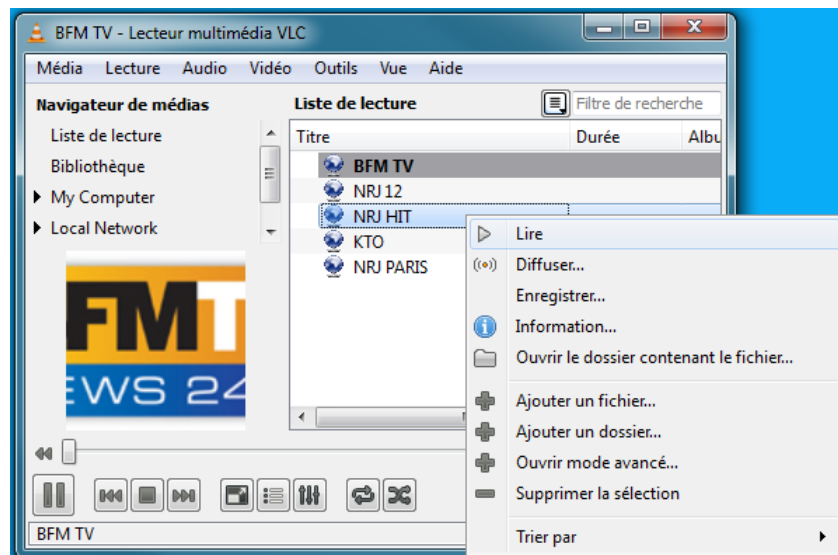 BFM TV - Lecteur multimédia VLC
Média Lecture Audio Vidéo Outils Vue Aide
Navigateur de médias
Liste de lecture
Bibliothèque
My Computer
Local Network
FMT
EWS 24
Liste de lecture
Filtre de recherche
Titre Durée Albu
BFM TV
NRJ 12
NRJ HIT
KTO
NRJ PARIS
Lire
Diffuser...
Enregistrer...
Information...
Ouvrir le dossier contenant le fichier...
Ajouter un fichier...
Ajouter un dossier...
Ouvrir mode avancé...
Supprimer la sélection
Trier par
BFM TV